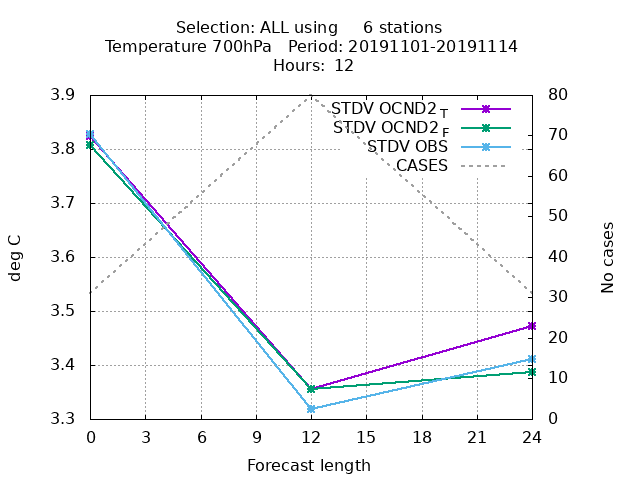 Selection: ALL using     6 stations
Temperature 700hPa   Period: 20191101-20191114
Hours:  12
STDV OCND2_T
STDV OCND2_F
STDV OBS
CASES
3.9
3.8
3.7
3.6
3.5
3.4
3.3
deg C
80
70
60
50
40
30
20
10
0
No cases
0 3 6 9 12 15 18 21 24
Forecast length